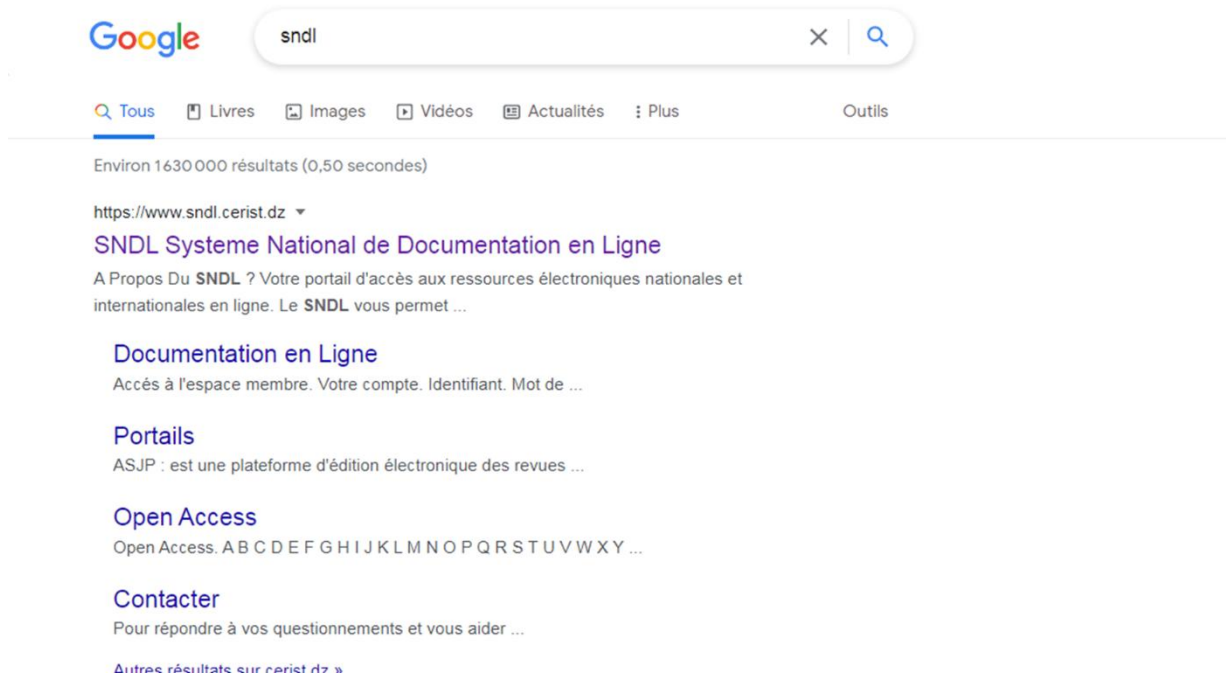 Google
sndl
Tous Livres Images Vidéos Actualités Plus Outils
Environ 1 630 000 résultats (0,50 secondes)
https://www.sndl.cerist.dz
SNDL Systeme National de Documentation en Ligne
A Propos Du SNDL ? Votre portail d'accès aux ressources électroniques nationales et
internationales en ligne. Le SNDL vous permet ...
Documentation en Ligne
Accés à l'espace membre. Votre compte. Identifiant. Mot de ...
Portails
ASJP : est une plateforme d'édition électronique des revues ...
Open Access
Open Access. A B C D E F G H I J K L M N O P Q R S T U V W X Y ...
Contacter
Pour répondre à vos questionnements et vous aider ...
Autres résultats sur cerist.dz »